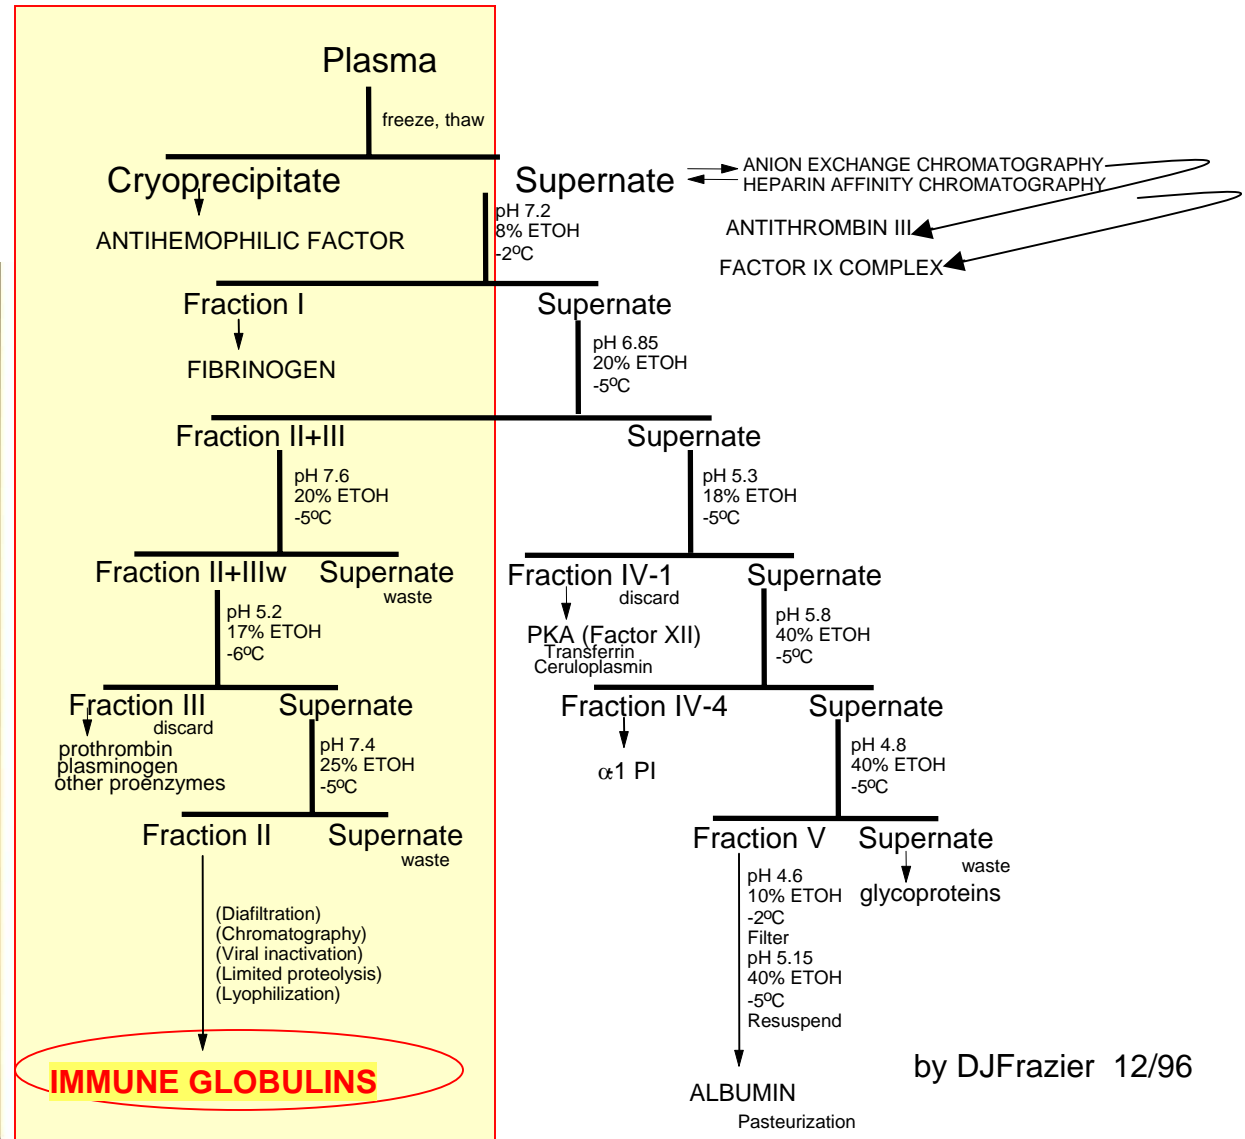 Plasma
freeze, thaw
Cryoprecipitate
Supernate
ANION EXCHANGE CHROMATOGRAPHY
HEPARIN AFFINITY CHROMATOGRAPHY
ANTIHEMOPHILIC FACTOR
pH 7.2
8% ETOH
-2ºC
ANTITHROMBIN III
FACTOR IX COMPLEX
Fraction I
Supernate
FIBRINOGEN
pH 6.85
20% ETOH
-5ºC
Fraction II+III
Supernate
pH 7.6
20% ETOH
-5ºC
pH 5.3
18% ETOH
-5ºC
Fraction II+IIIw
Supernate
waste
Fraction IV-1
discard
Supernate
pH 5.2
17% ETOH
-6ºC
PKA (Factor XII)
Transferrin
Ceruloplasmin
pH 5.8
40% ETOH
-5ºC
Fraction III
discard
Supernate
Fraction IV-4
Supernate
prothrombin
plasminogen
other proenzymes
pH 7.4
25% ETOH
-5ºC
α1 PI
pH 4.8
40% ETOH
-5ºC
Fraction II
Supernate
waste
Fraction V
Supernate
waste
glycoproteins
(Diafiltration)
(Chromatography)
(Viral inactivation)
(Limited proteolysis)
(Lyophilization)
pH 4.6
10% ETOH
-2ºC
Filter
pH 5.15
40% ETOH
-5ºC
Resuspend
IMMUNE GLOBULINS
ALBUMIN
Pasteurization
by DJFrazier 12/96